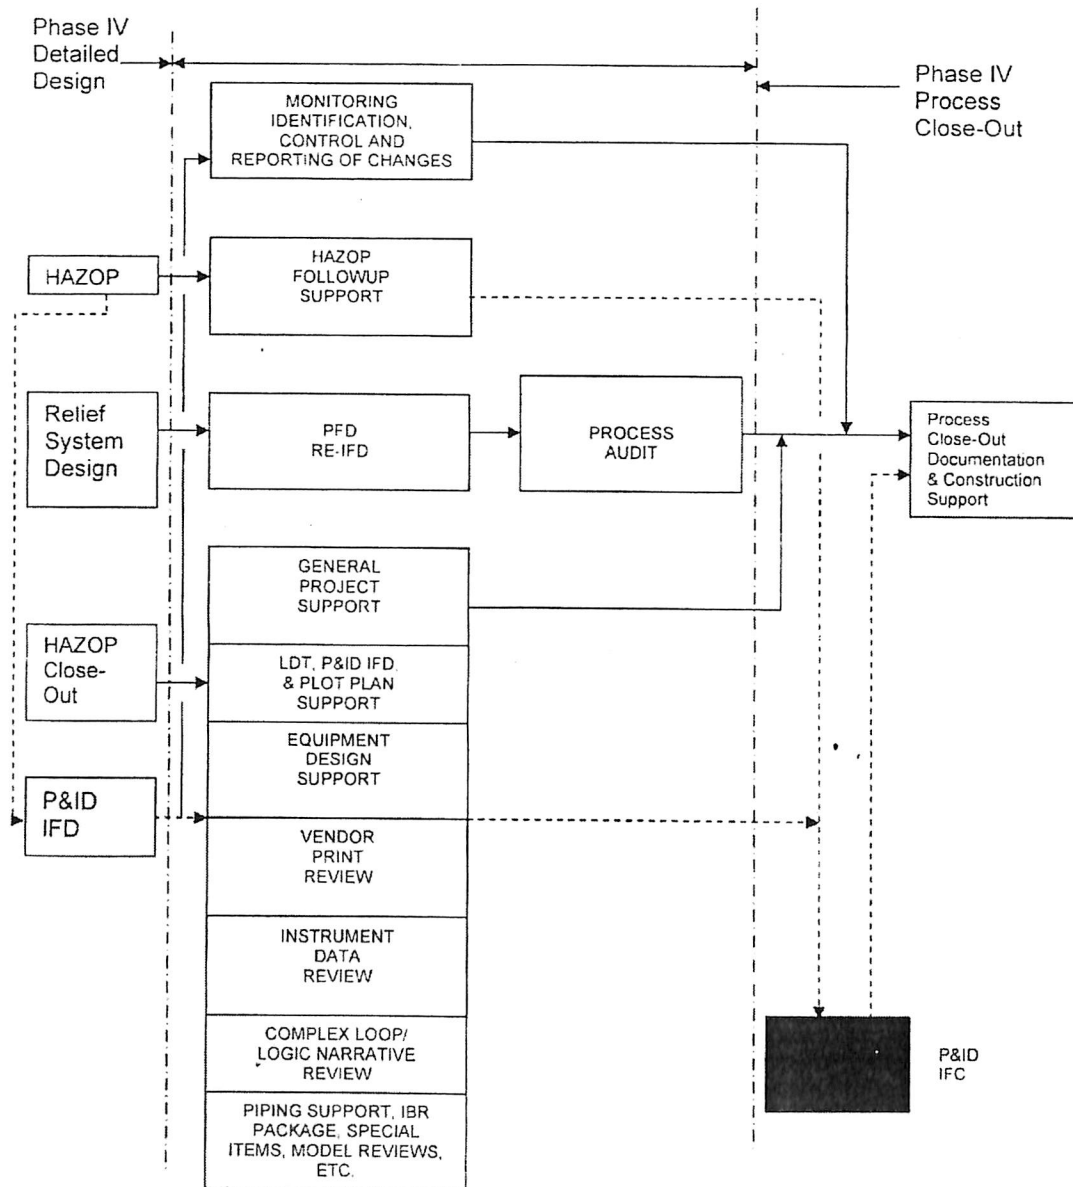 Phase IV
Detailed
Design
Phase IV
Process
Close-Out
MONITORING
IDENTIFICATION,
CONTROL AND
REPORTING OF CHANGES
HAZOP
HAZOP
FOLLOWUP
SUPPORT
Relief
System
Design
PFD
RE-IFD
PROCESS
AUDIT
Process
Close-Out
Documentation
& Construction
Support
GENERAL
PROJECT
SUPPORT
HAZOP
Close-
Out
LDT, P&ID IFD,
& PLOT PLAN
SUPPORT
EQUIPMENT
DESIGN
SUPPORT
P&ID
IFD
VENDOR
PRINT
REVIEW
INSTRUMENT
DATA
REVIEW
COMPLEX LOOP/
LOGIC NARRATIVE
REVIEW
P&ID
IFC
PIPING SUPPORT, IBR
PACKAGE, SPECIAL
ITEMS, MODEL REVIEWS,
ETC.